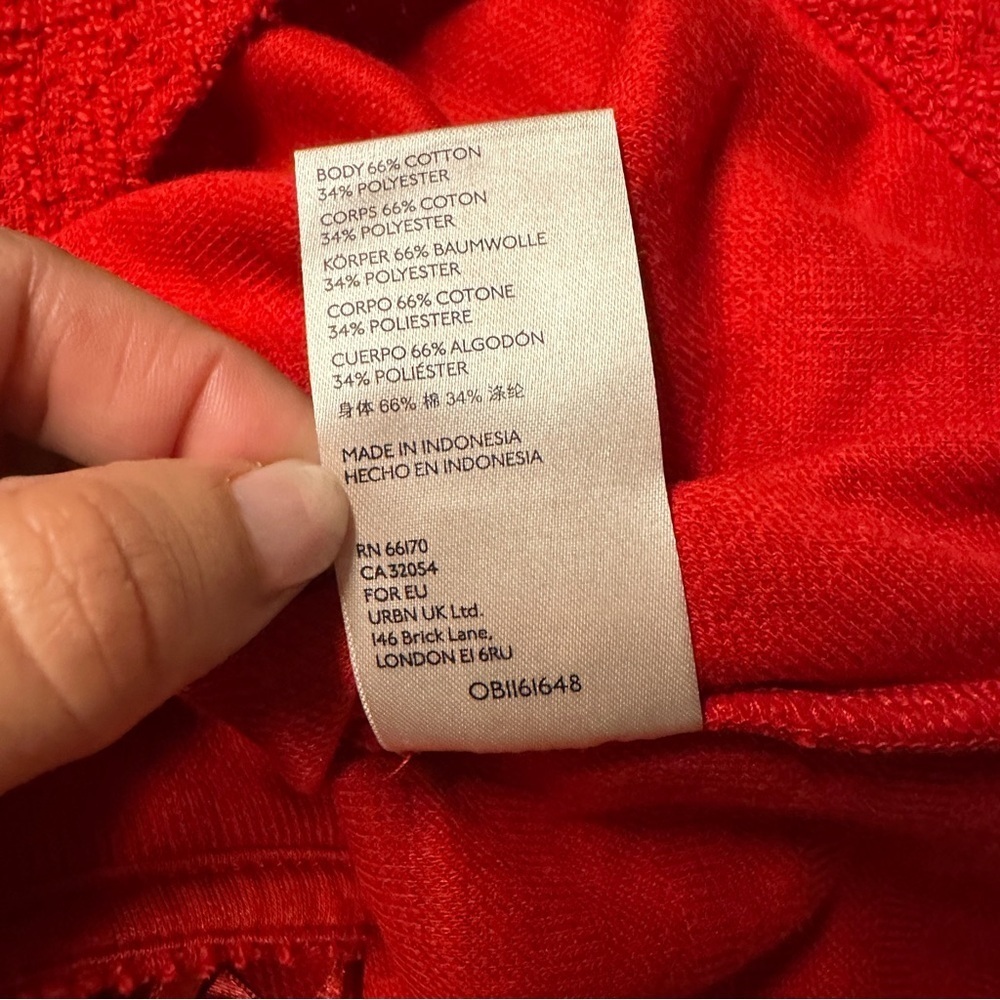 BODY 66% COTTON
34% POLYESTER
CORPS 66% COTON
34% POLYESTER
KÖRPER 66% BAUMWOLLE
34% POLYESTER
CORPO 66% COTONE
34% POLIESTERE
CUERPO 66% ALGODÓN
34% POLIÉSTER
身体 66% 棉 34% 涤纶
MADE IN INDONESIA
HECHO EN INDONESIA
RN 66170
CA 32054
FOR EU
URBN UK Ltd.
146 Brick Lane,
LONDON E1 6RU
OB1161648